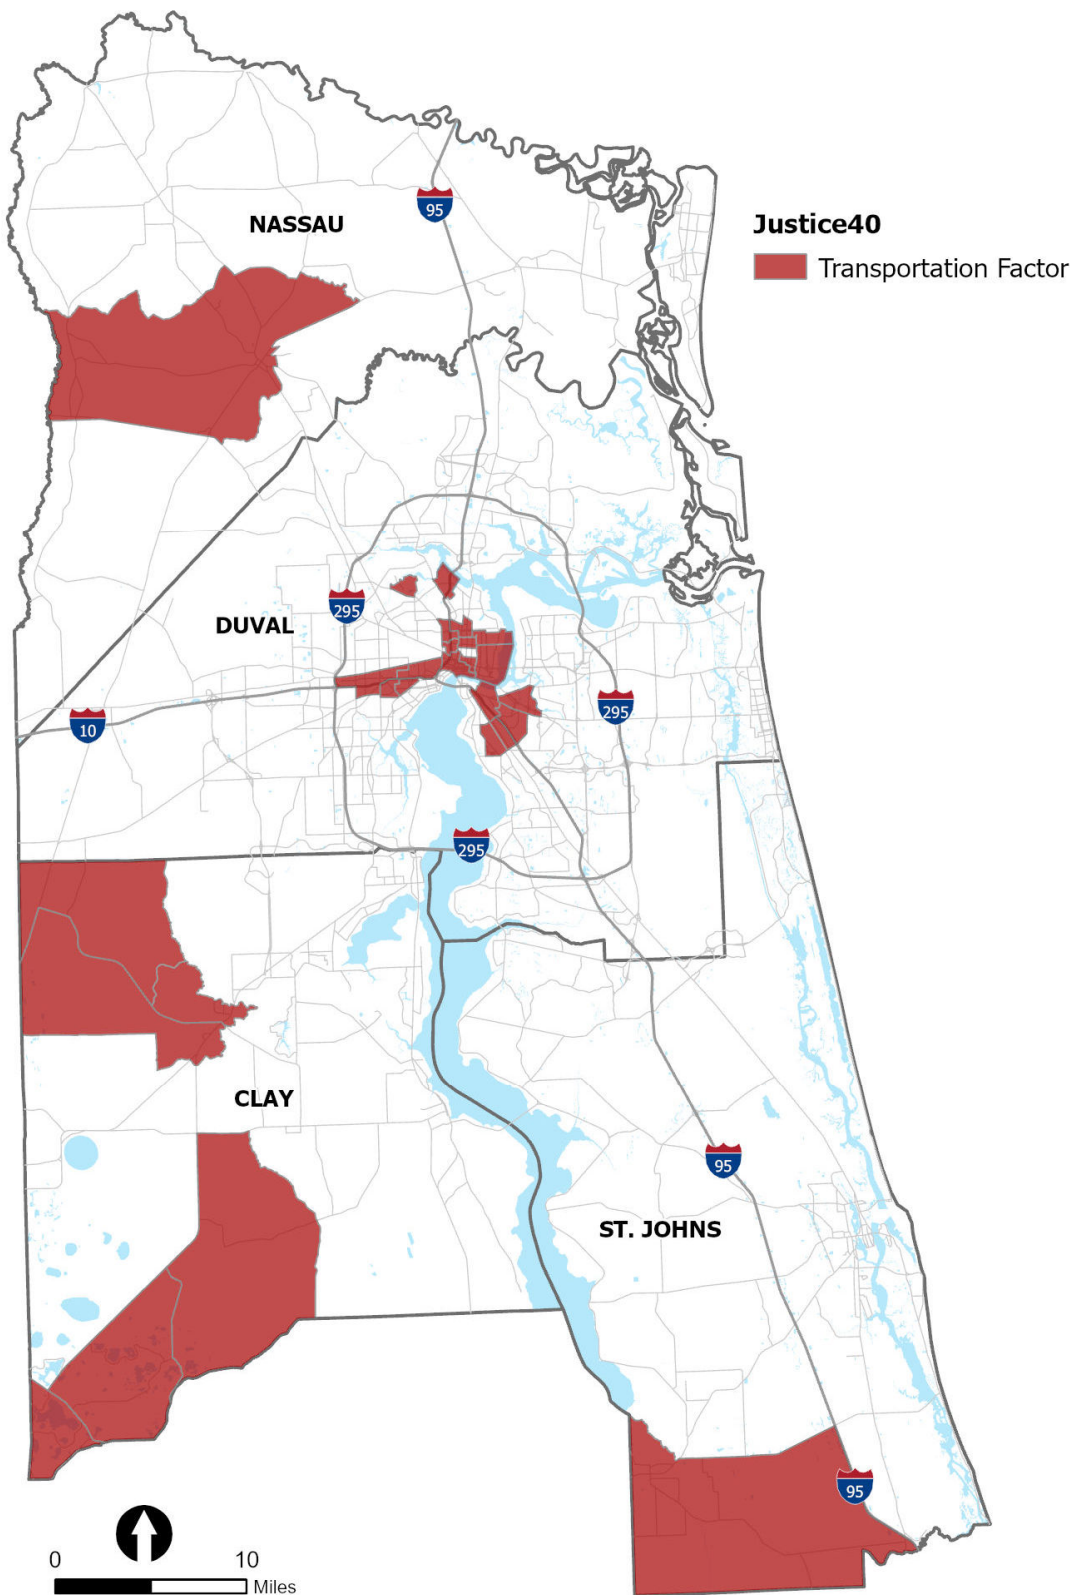 95
NASSAU
Justice40
Transportation Factor
295
DUVAL
295
10
295
CLAY
95
ST. JOHNS
95
0 10
Miles